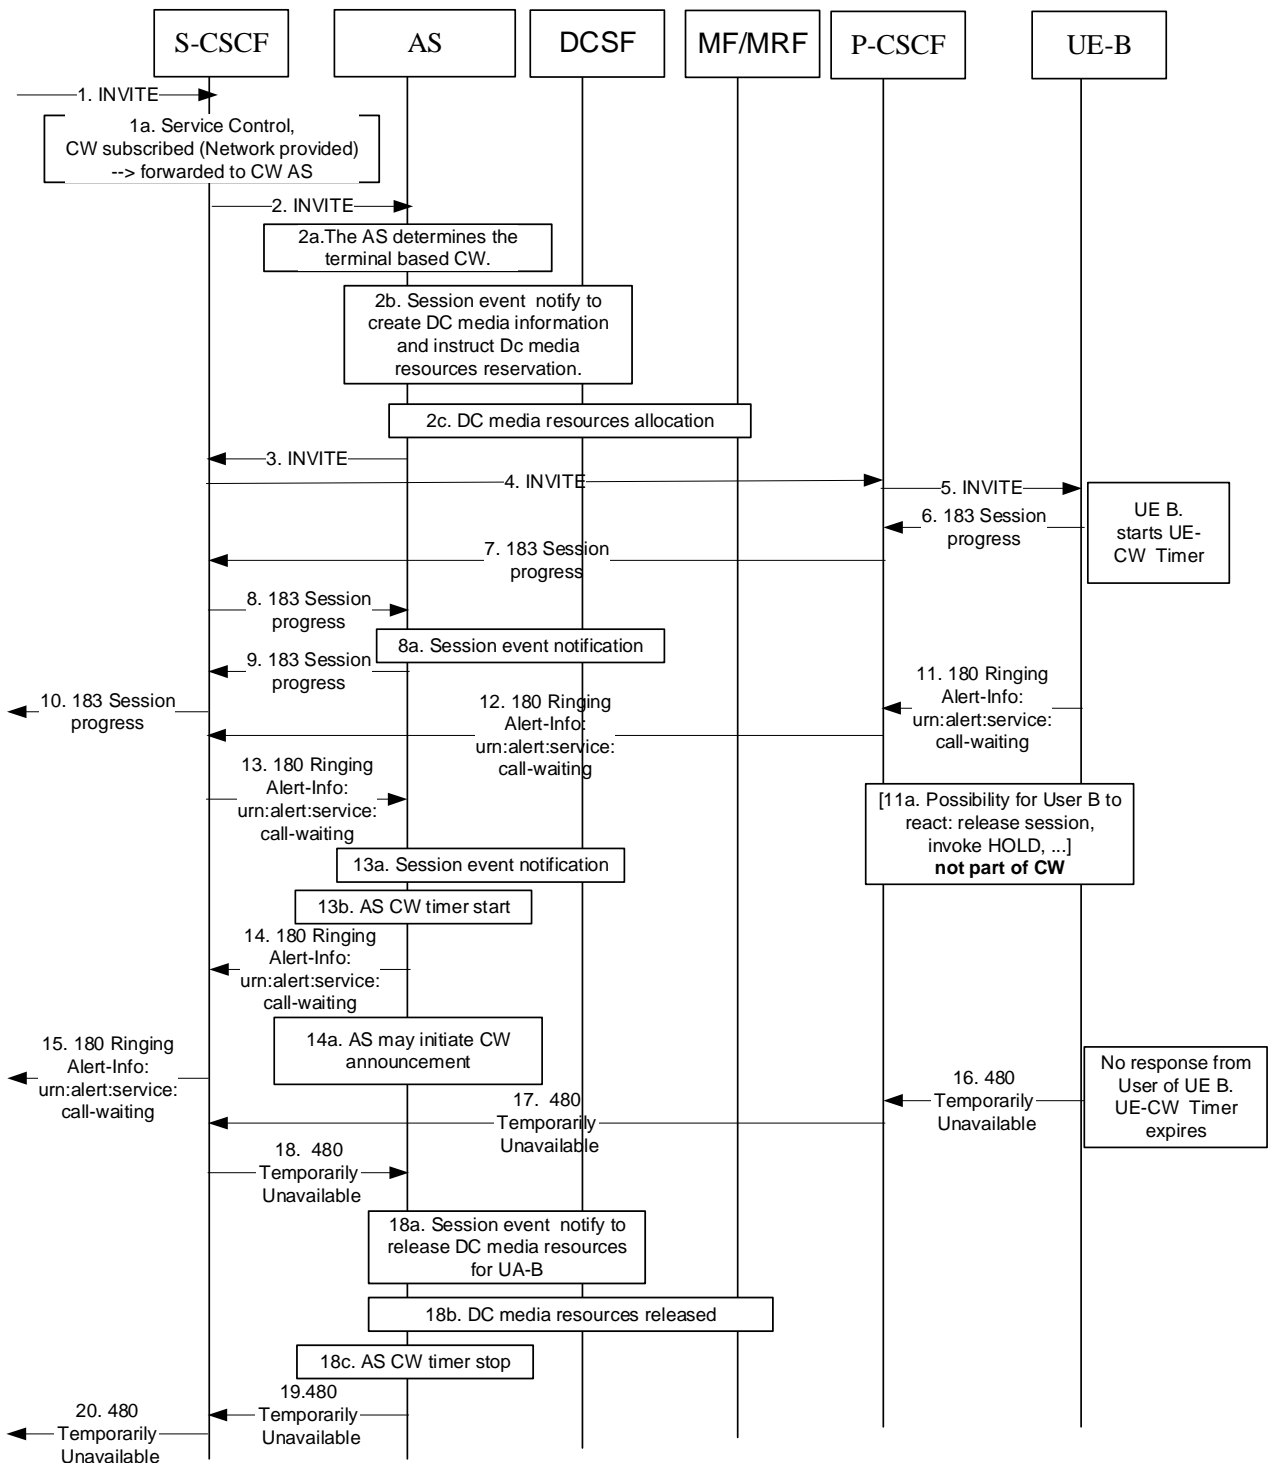 S-CSCF
AS
DCSF
MF/MRF
P-CSCF
UE-B
1. INVITE
1a. Service Control,
CW subscribed (Network provided)
--> forwarded to CW AS
2. INVITE
2a.The AS determines the
terminal based CW.
2b. Session event  notify to
create DC media information
and instruct Dc media
resources reservation.
2c. DC media resources allocation
3. INVITE
4. INVITE
5. INVITE
UE B.
starts UE-
CW  Timer
6. 183 Session
progress
7. 183 Session
progress
8. 183 Session
progress
8a. Session event notification
9. 183 Session
progress
10. 183 Session
progress
11. 180 Ringing
Alert-Info:
urn:alert:service:
call-waiting
12. 180 Ringing
Alert-Info:
urn:alert:service:
call-waiting
13. 180 Ringing
Alert-Info:
urn:alert:service:
call-waiting
[11a. Possibility for User B to
react: release session,
invoke HOLD, ...]
not part of CW
13a. Session event notification
13b. AS CW timer start
14. 180 Ringing
Alert-Info:
urn:alert:service:
call-waiting
14a. AS may initiate CW
announcement
15. 180 Ringing
Alert-Info:
urn:alert:service:
call-waiting
No response from
User of UE B.
UE-CW  Timer
expires
16. 480
Temporarily
Unavailable
17.  480
Temporarily
Unavailable
18.  480
Temporarily
Unavailable
18a. Session event  notify to
release DC media resources
for UA-B
18b. DC media resources released
18c. AS CW timer stop
19.480
Temporarily
Unavailable
20. 480
Temporarily
Unavailable